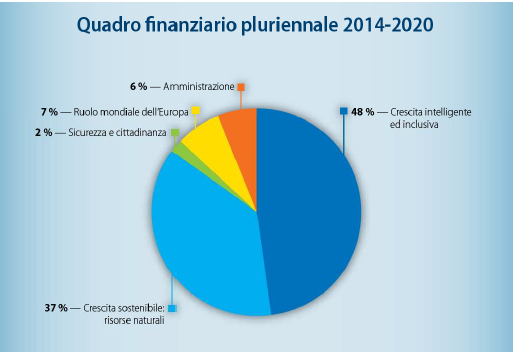 Quadro finanziario pluriennale 2014-2020
6 % — Amministrazione
7 % — Ruolo mondiale dell'Europa
2 % — Sicurezza e cittadinanza
48 % — Crescita intelligente
ed inclusiva
37 % — Crescita sostenibile:
risorse naturali